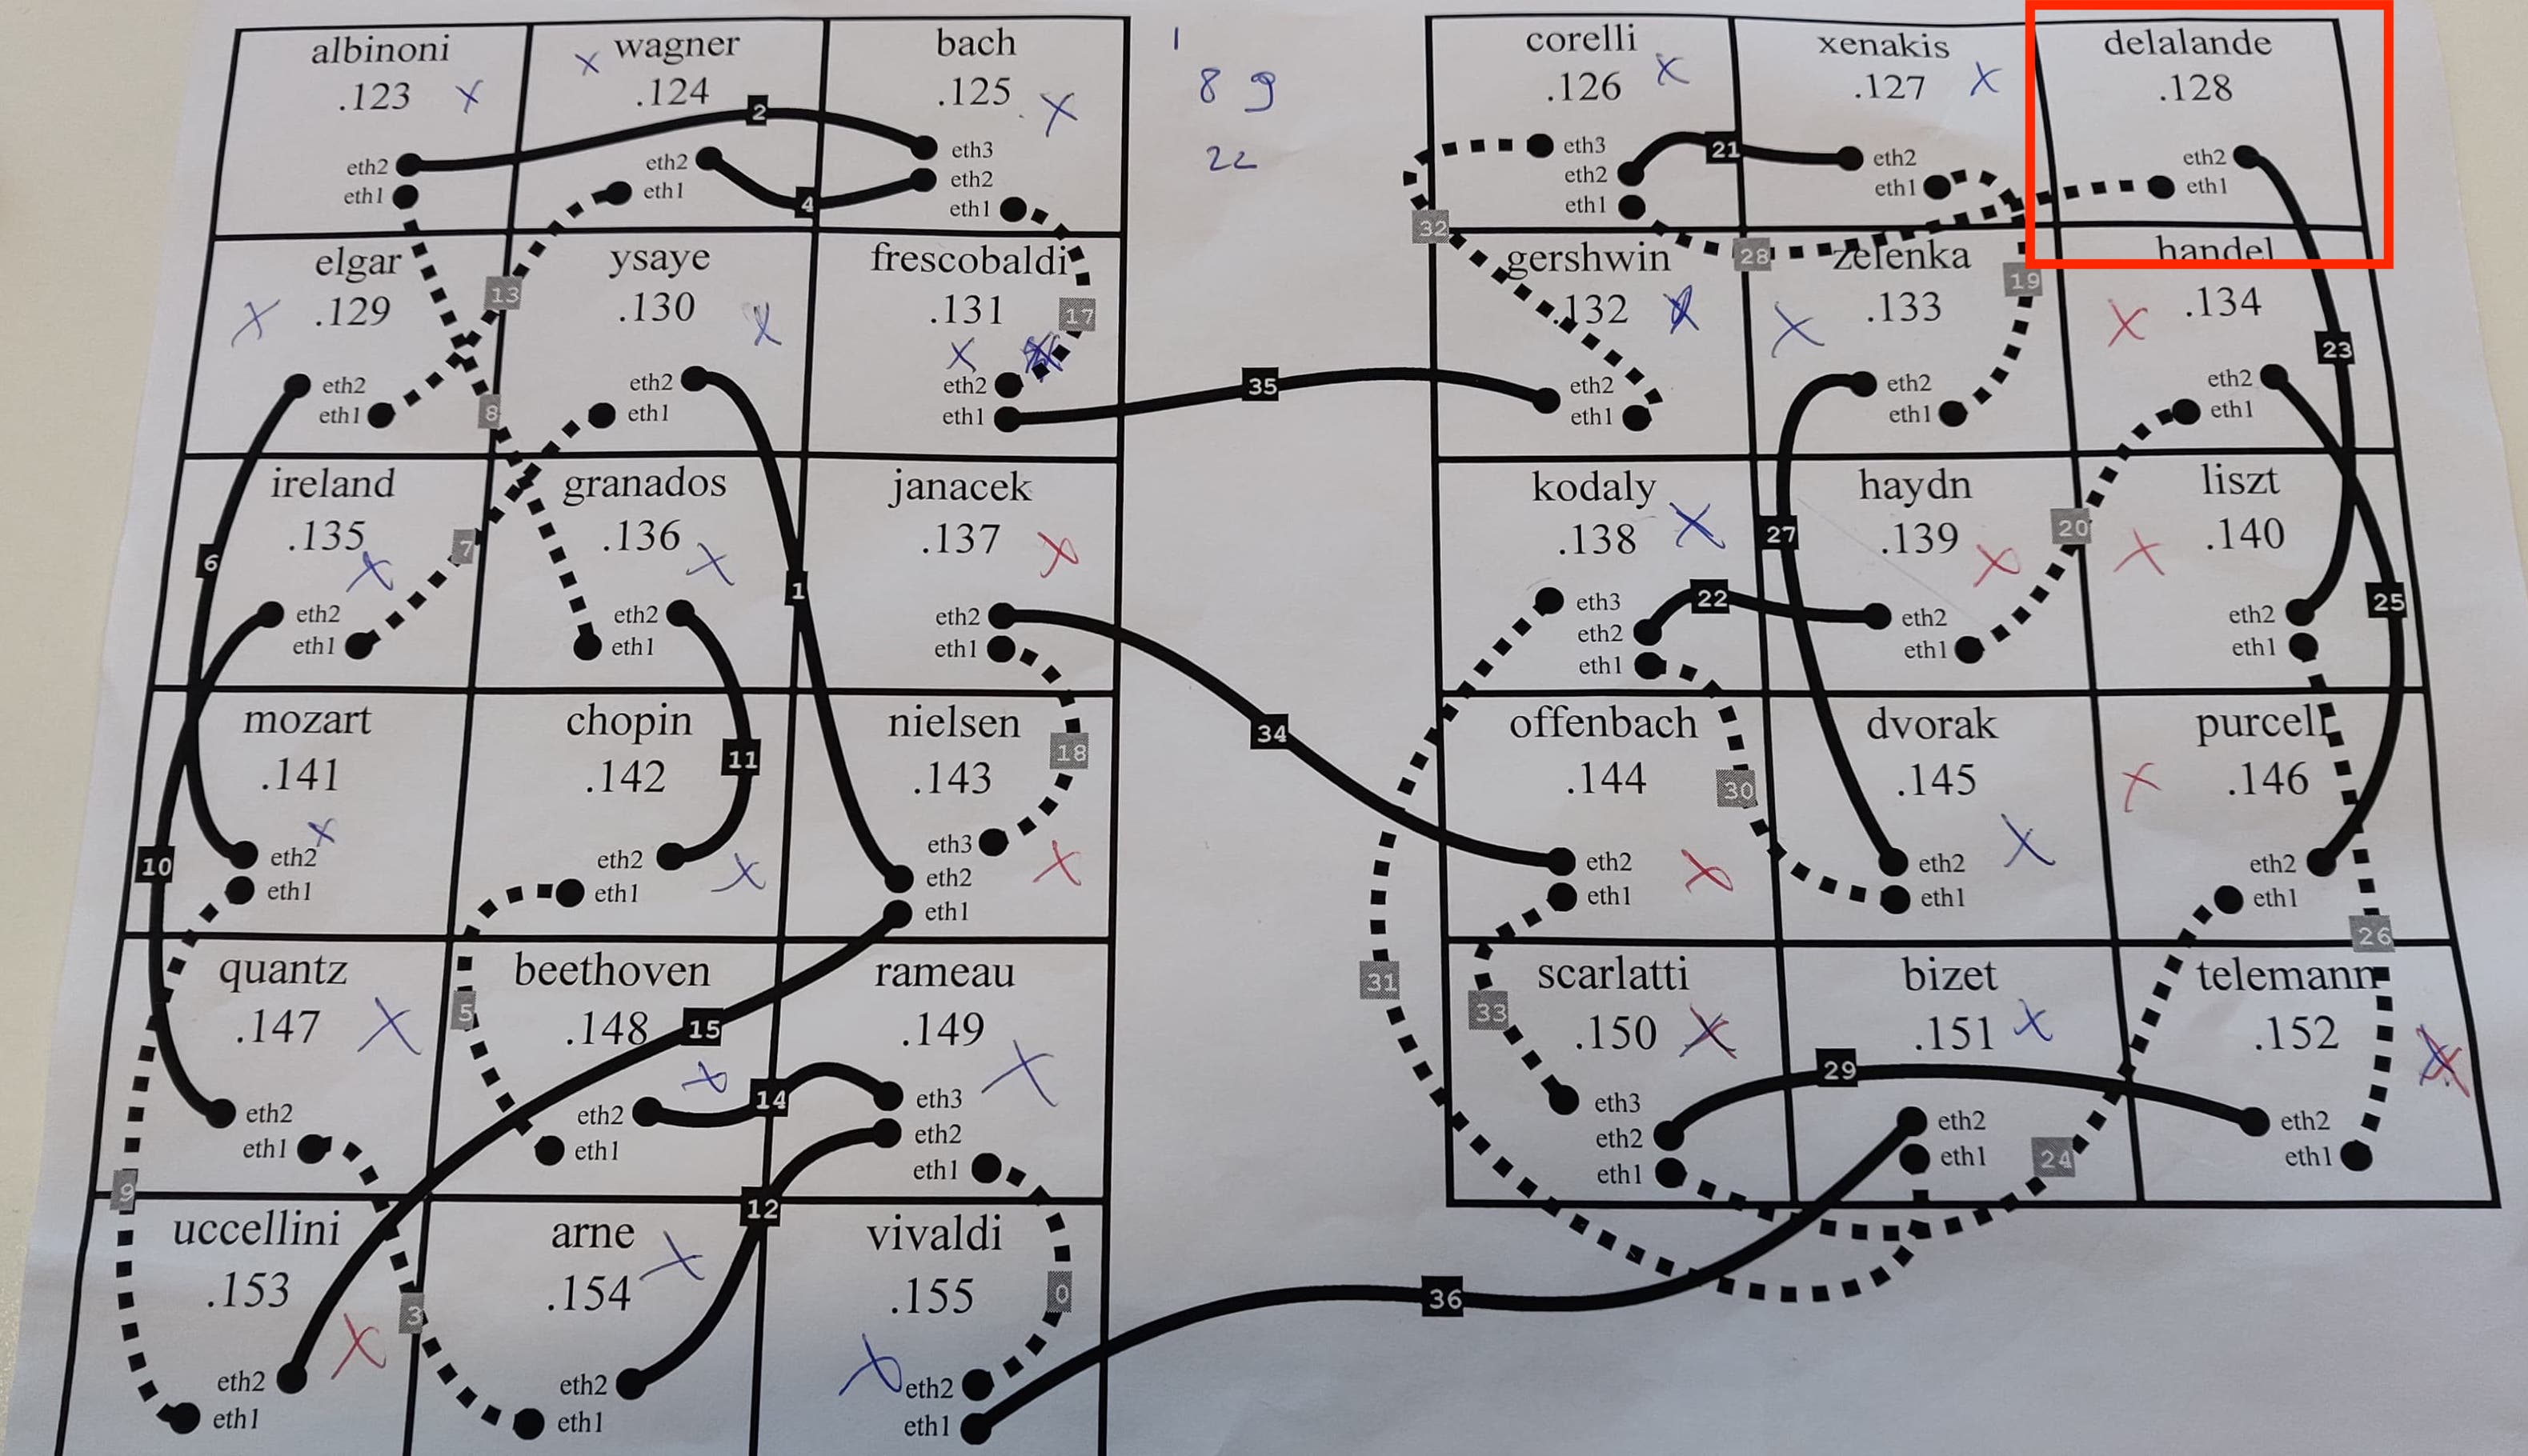 albinoni
.123 x
eth2
eth1
x wagner
.124
2
eth2
eth1
4
bach
.125 x
eth3
eth2
eth1
1
8 9
22
corelli
.126 x
eth3
eth2
eth1
21
xenakis
.127 x
eth2
eth1
delalande
.128
eth2
eth1
32
28
19
23
elgar
x .129
eth2
eth1
13
8
ysaye
.130 x
eth2
eth1
frescobaldi
.131
x
17
eth2
eth1
35
gershwin
.132
eth2
eth1
zelenka
x .133
eth2
eth1
handel
x .134
eth2
eth1
ireland
.135
x
6
7
eth2
eth1
granados
.136
x
eth2
eth1
1
janacek
.137 x
eth2
eth1
kodaly
.138 x
eth3
eth2
eth1
22
27
haydn
.139
x
eth2
eth1
20
liszt
x .140
eth2
eth1
25
mozart
.141
x
eth2
eth1
10
chopin
.142
11
eth2
eth1
x
nielsen
.143
18
eth3
eth2
eth1
x
34
offenbach
.144
eth2
eth1
x
30
dvorak
.145
x
eth2
eth1
purcell
x .146
eth2
eth1
26
quantz
.147 x
eth2
eth1
9
5
beethoven
.148
15
x
eth2
eth1
14
rameau
.149
x
eth3
eth2
eth1
31
33
scarlatti
.150 x
eth3
eth2
eth1
bizet
.151 x
29
eth2
eth1
24
telemann
.152
eth2
eth1
12
uccellini
.153
x
eth2
eth1
3
arne
.154 x
eth2
eth1
vivaldi
.155
0
x
eth2
eth1
36